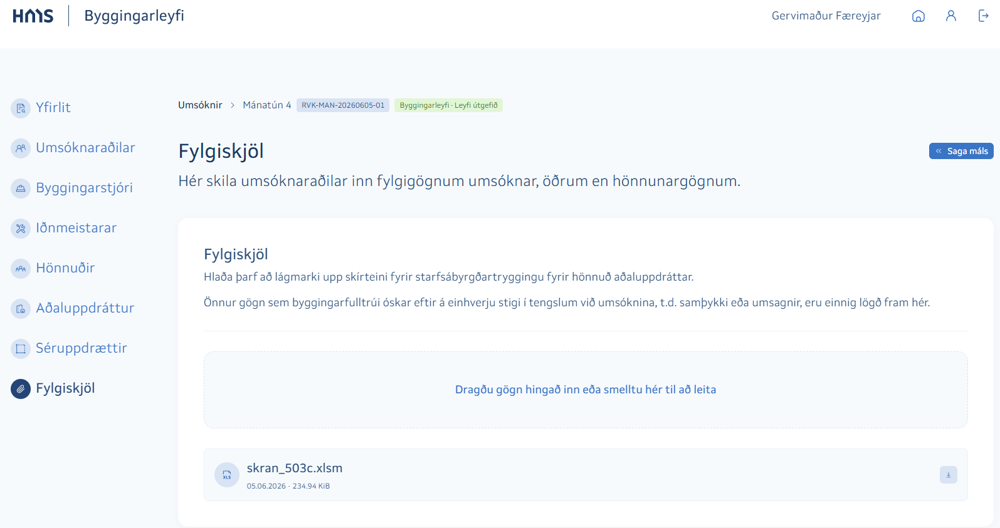 HMS
Byggingarleyfi
Gervimaður Færeyjar
Yfirlit
Umsóknaraðilar
Byggingarstjóri
Iðnmeistarar
Hönnuðir
Aðaluppdráttur
Séruppdrættir
Fylgiskjöl
Umsóknir > Mánatún 4 RVK-MAN-20260605-01 Byggingarleyfi · Leyfi útgefið
Fylgiskjöl
« Saga máls
Hér skila umsóknaraðilar inn fylgigögnum umsóknar, öðrum en hönnunargögnum.
Fylgiskjöl
Hlaða þarf að lágmarki upp skírteini fyrir starfsábyrgðartryggingu fyrir hönnuð aðaluppdráttar.
Önnur gögn sem byggingarfulltrúi óskar eftir á einhverju stigi í tengslum við umsóknina, t.d. samþykki eða umsagnir, eru einnig lögð fram hér.
Dragðu gögn hingað inn eða smelltu hér til að leita
XLS
skran_503c.xlsm
05.06.2026 · 234.94 KiB